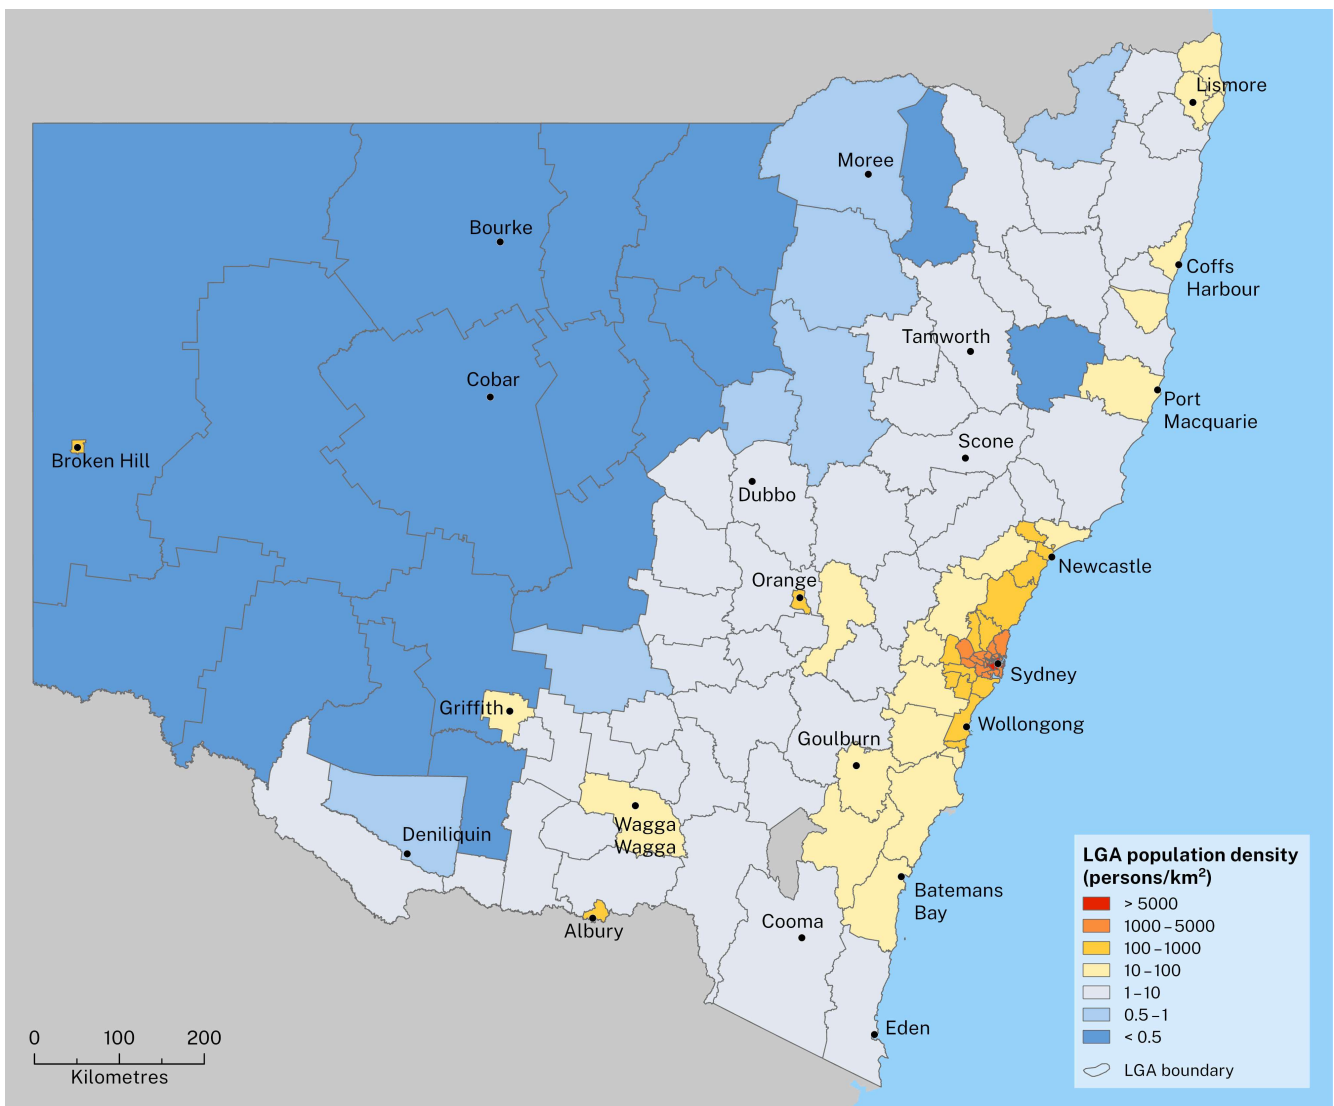 Lismore
Moree
Bourke
Coffs
Harbour
Tamworth
Cobar
Port
Macquarie
Scone
Broken Hill
Dubbo
Newcastle
Orange
Sydney
Griffith
Wollongong
Goulburn
Wagga
Wagga
Deniliquin
Batemans
Bay
Cooma
Albury
Eden
LGA population density
(persons/km²)
> 5000
1000–5000
100–1000
10–100
1–10
0.5–1
< 0.5
LGA boundary
0 100 200
Kilometres